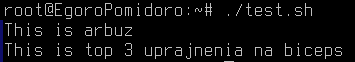 root@EgoroPomidoro:~# ./test.sh
This is arbuz
This is top 3 uprajnenia na biceps